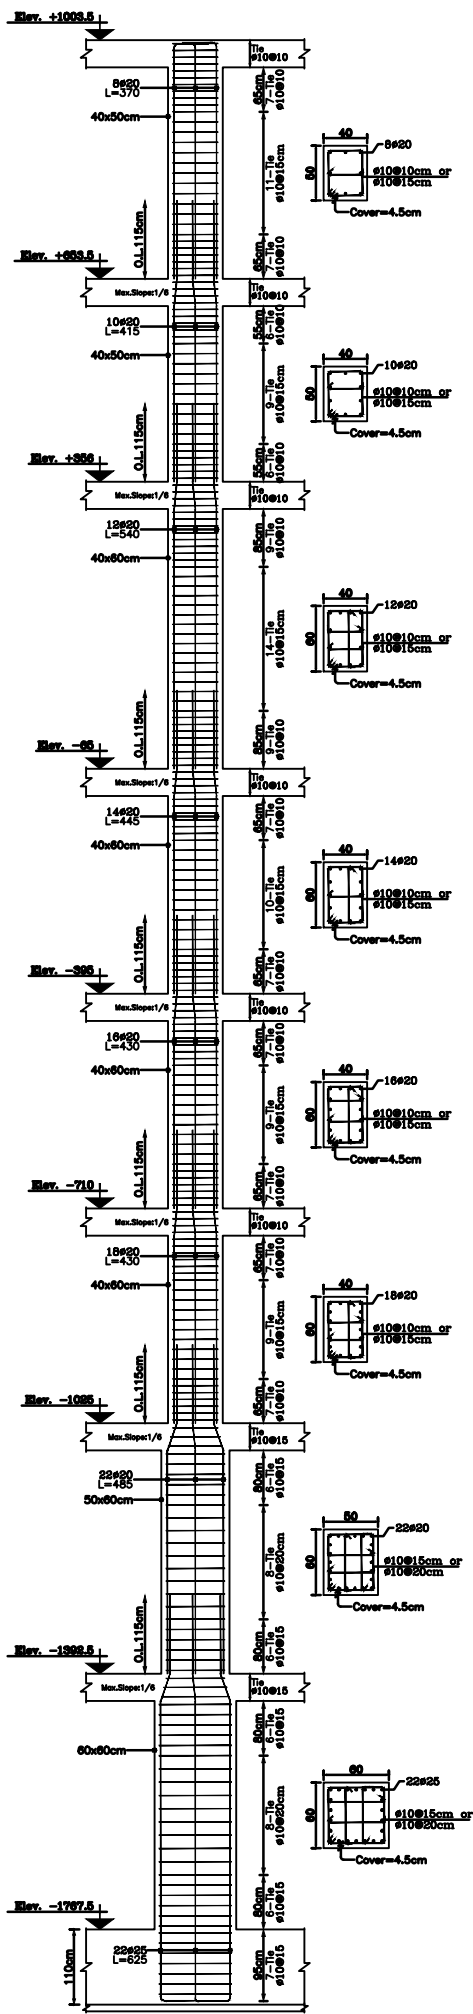 Elev. +1003.5
Tie
ø10@10
8ø20
L=370
65cm
7-Tie
ø10@10
40x50cm
11-Tie
ø10@15cm
O.L.115cm
65cm
7-Tie
ø10@10
40
50
8ø20
ø10@10cm or
ø10@15cm
Cover=4.5cm
Elev. +653.5
Max.Slope:1/6
Tie
ø10@10
10ø20
L=415
55cm
6-Tie
ø10@10
40x50cm
9-Tie
ø10@15cm
O.L.115cm
55cm
6-Tie
ø10@10
40
50
10ø20
ø10@10cm or
ø10@15cm
Cover=4.5cm
Elev. +356
Max.Slope:1/6
Tie
ø10@10
12ø20
L=540
85cm
9-Tie
ø10@10
40x60cm
14-Tie
ø10@15cm
O.L.115cm
85cm
9-Tie
ø10@10
40
60
12ø20
ø10@10cm or
ø10@15cm
Cover=4.5cm
Elev. -65
Max.Slope:1/6
Tie
ø10@10
14ø20
L=445
65cm
7-Tie
ø10@10
40x60cm
10-Tie
ø10@15cm
O.L.115cm
65cm
7-Tie
ø10@10
40
60
14ø20
ø10@10cm or
ø10@15cm
Cover=4.5cm
Elev. -395
Max.Slope:1/6
Tie
ø10@10
16ø20
L=430
65cm
7-Tie
ø10@10
40x60cm
9-Tie
ø10@15cm
O.L.115cm
65cm
7-Tie
ø10@10
40
60
16ø20
ø10@10cm or
ø10@15cm
Cover=4.5cm
Elev. -710
Max.Slope:1/6
Tie
ø10@10
18ø20
L=430
65cm
7-Tie
ø10@10
40x60cm
9-Tie
ø10@15cm
O.L.115cm
65cm
7-Tie
ø10@10
40
60
18ø20
ø10@10cm or
ø10@15cm
Cover=4.5cm
Elev. -1025
Max.Slope:1/6
Tie
ø10@15
22ø20
L=485
80cm
6-Tie
ø10@15
50x60cm
8-Tie
ø10@20cm
O.L.115cm
80cm
6-Tie
ø10@15
50
60
22ø20
ø10@15cm or
ø10@20cm
Cover=4.5cm
Elev. -1392.5
Max.Slope:1/6
Tie
ø10@15
80cm
6-Tie
ø10@15
60x60cm
8-Tie
ø10@20cm
80cm
6-Tie
ø10@15
60
60
22ø25
ø10@15cm or
ø10@20cm
Cover=4.5cm
Elev. -1767.5
110cm
22ø25
L=625
95cm
7-Tie
ø10@15